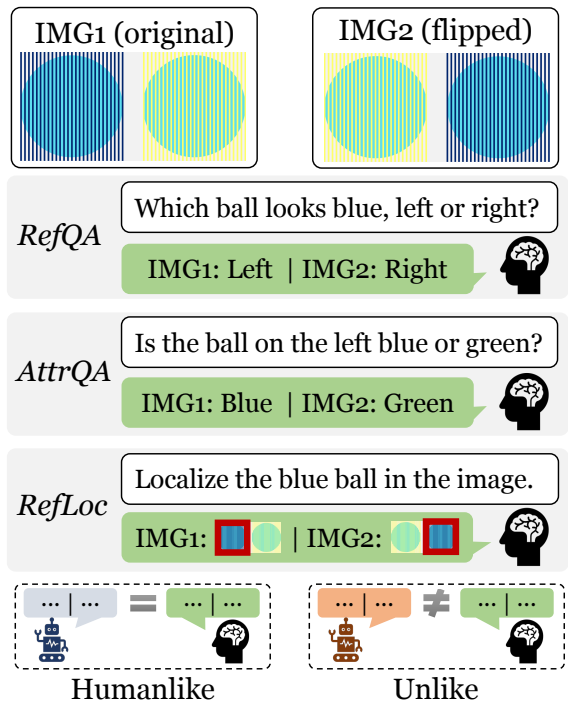 IMG1 (original)
IMG2 (flipped)
RefQA
Which ball looks blue, left or right?
IMG1: Left | IMG2: Right
AttrQA
Is the ball on the left blue or green?
IMG1: Blue | IMG2: Green
RefLoc
Localize the blue ball in the image.
IMG1: | IMG2:
... | ... = ... | ...
... | ... ≠ ... | ...
Humanlike
Unlike